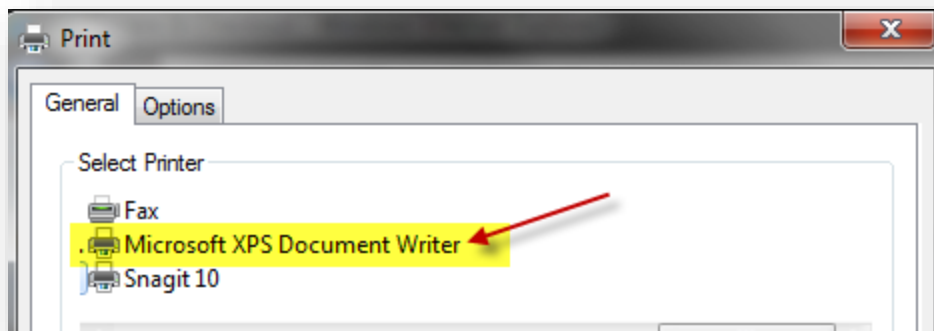 Print
General Options
Select Printer
Fax
Microsoft XPS Document Writer
Snagit 10